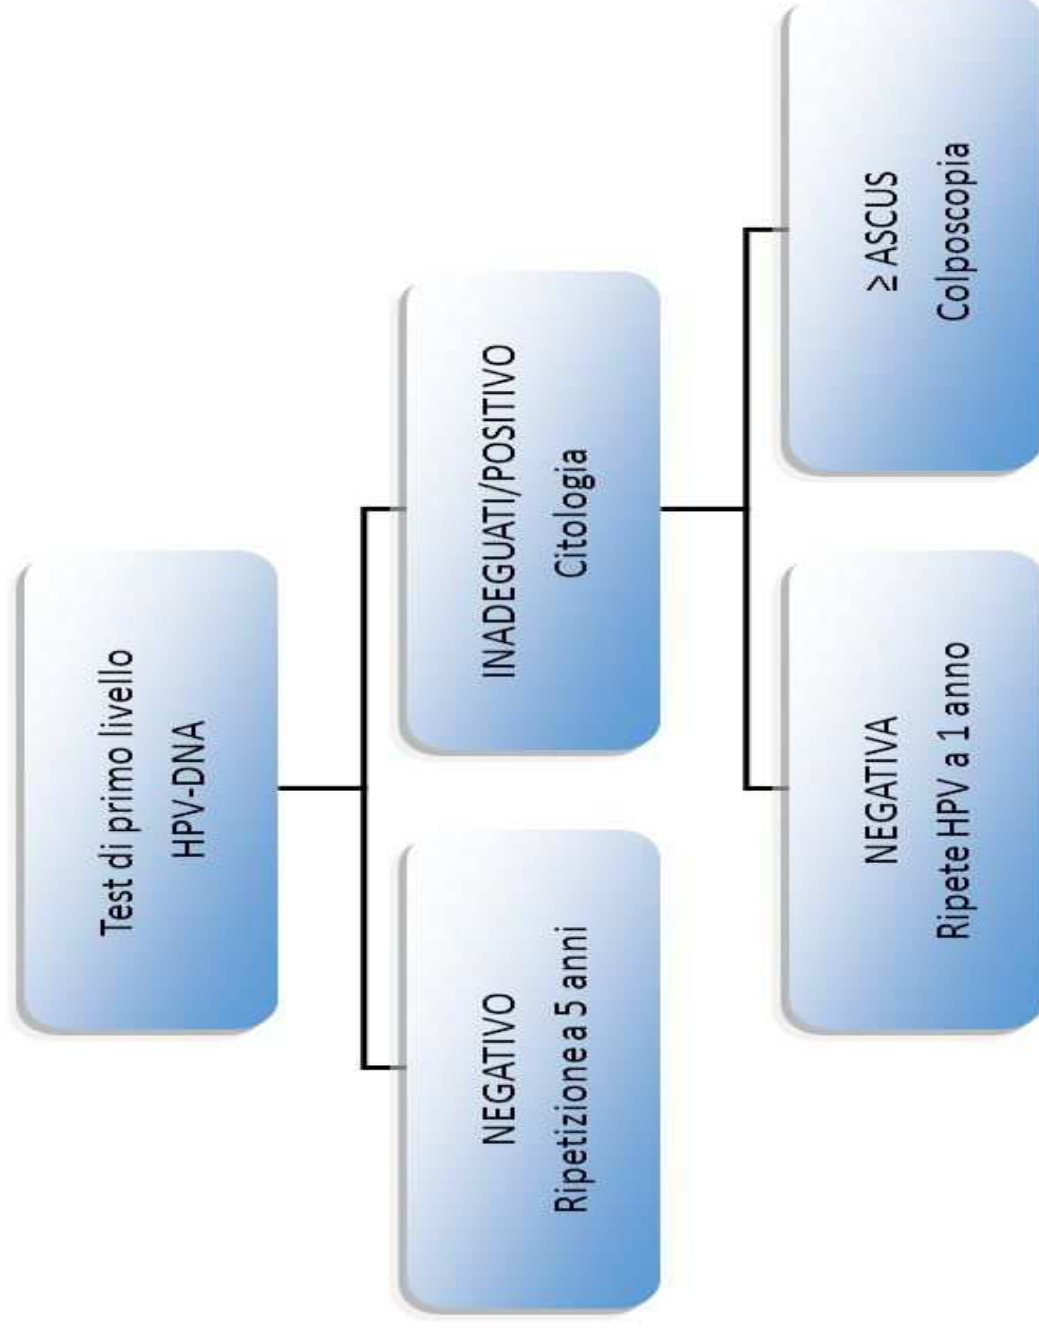 Test di primo livello
HPV-DNA
NEGATIVO
Ripetizione a 5 anni
INADEGUATI/POSITIVO
Citologia
NEGATIVA
Ripete HPV a 1 anno
≥ ASCUS
Colposcopia